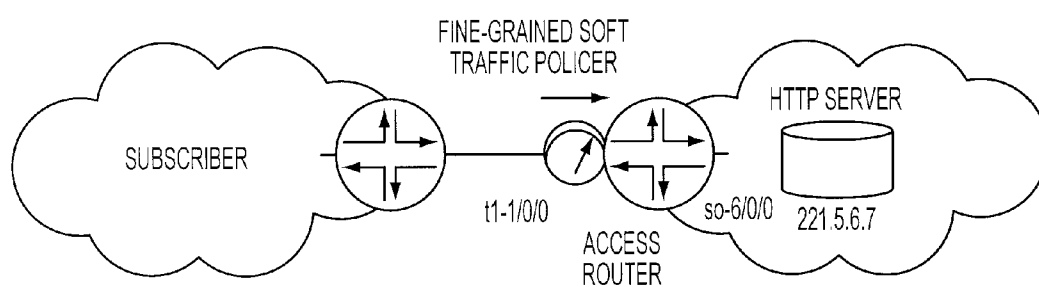 FINE-GRAINED SOFT
TRAFFIC POLICER
SUBSCRIBER
HTTP SERVER
t1-1/0/0
so-6/0/0
221.5.6.7
ACCESS
ROUTER